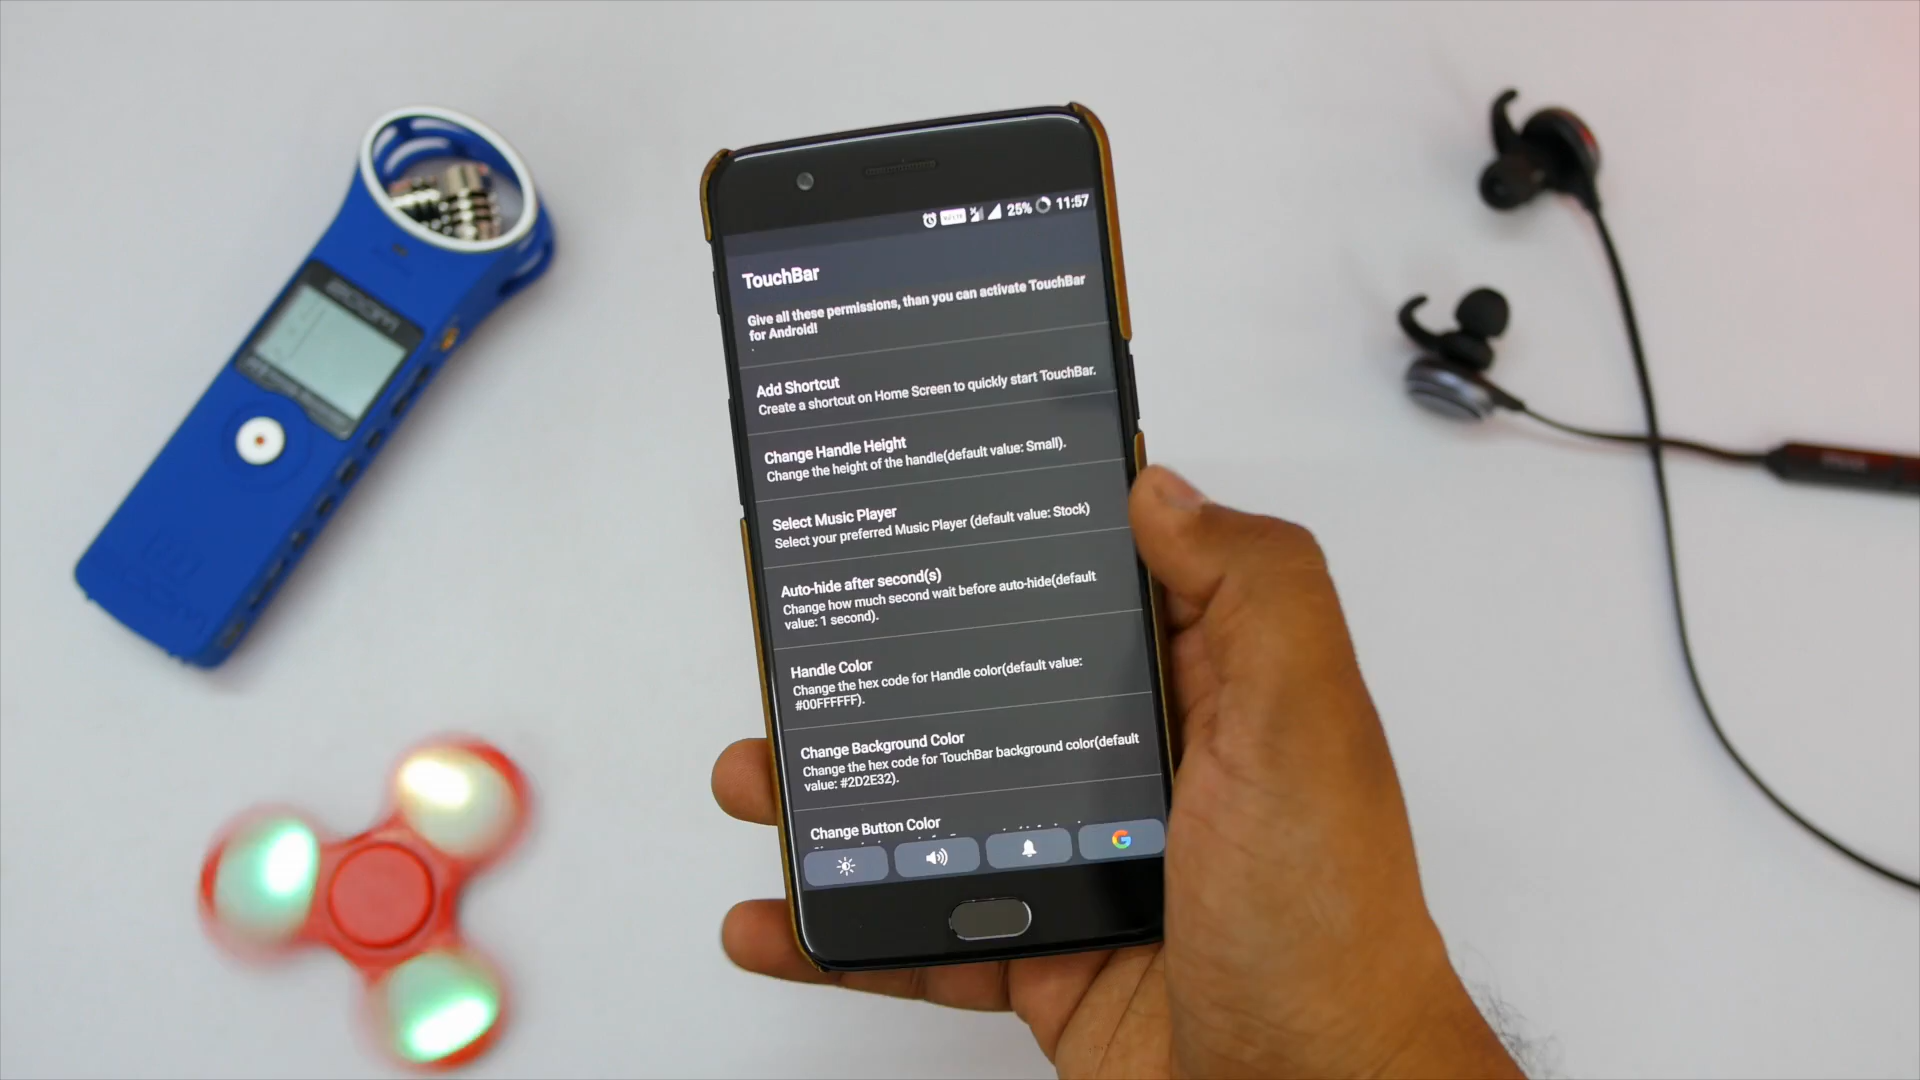 zoom
25% 11:57
TouchBar
Give all these permissions, than you can activate TouchBar
for Android!
.
Add Shortcut
Create a shortcut on Home Screen to quickly start TouchBar.
Change Handle Height
Change the height of the handle(default value: Small).
Select Music Player
Select your preferred Music Player (default value: Stock)
Auto-hide after second(s)
Change how much second wait before auto-hide(default
value: 1 second).
Handle Color
Change the hex code for Handle color(default value:
#00FFFFFF).
Change Background Color
Change the hex code for TouchBar background color(default
value: #2D2E32).
Change Button Color
G